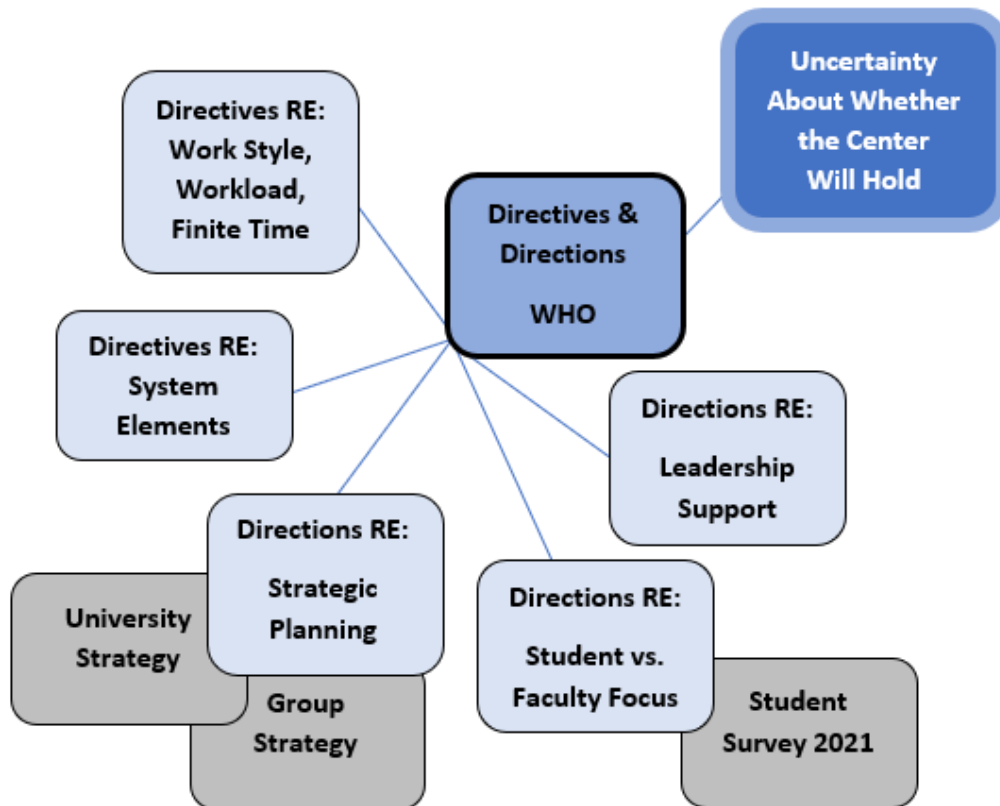 Uncertainty
About Whether
the Center
Will Hold
Directives RE:
Work Style,
Workload,
Finite Time
Directives &
Directions
WHO
Directives RE:
System
Elements
Directions RE:
Leadership
Support
Directions RE:
Strategic
Planning
Directions RE:
Student vs.
Faculty Focus
University
Strategy
Group
Strategy
Student
Survey 2021